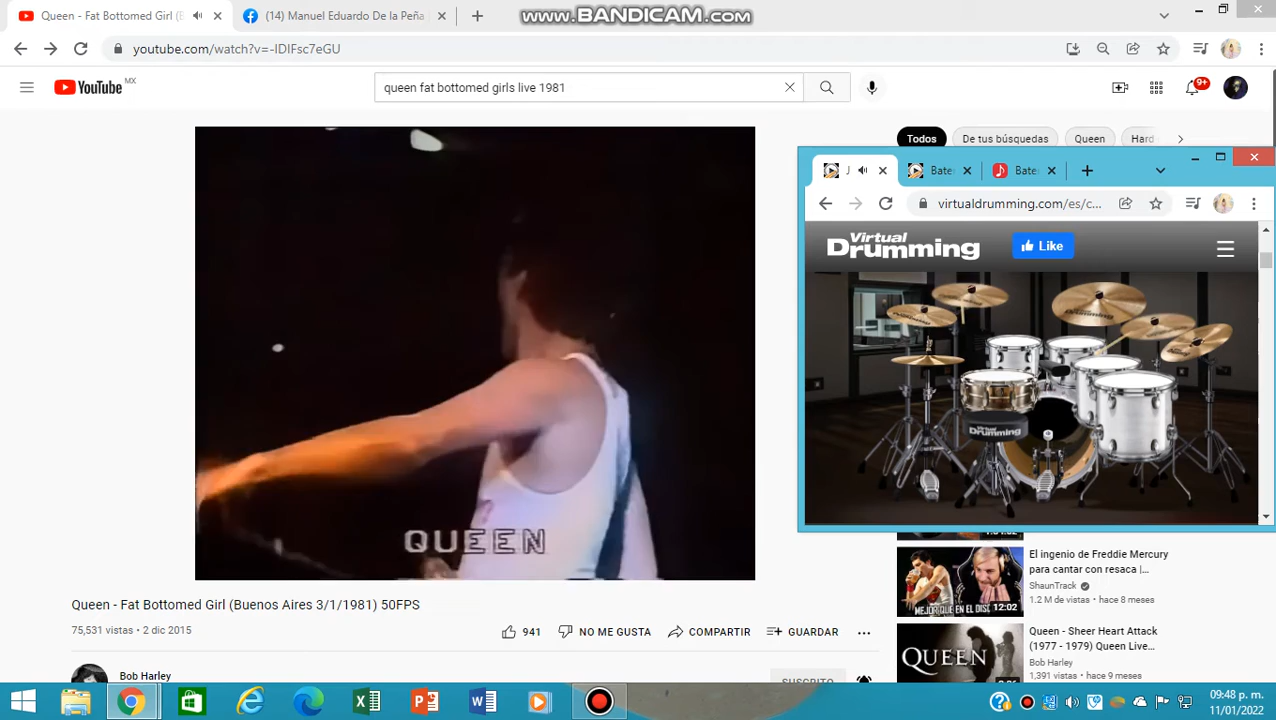 www.BANDICAM.com
Queen - Fat Bottomed Girl (B
(14) Manuel Eduardo De la Peña
youtube.com/watch?v=-IDIFsc7eGU
YouTube MX
queen fat bottomed girls live 1981
9+
Todos
De tus búsquedas
Queen
Hard
J
Bate
Bate
virtualdrumming.com/es/c...
Virtual
Drumming
Like
Drumming
Virtual
Drumming
QUEEN
Queen - Fat Bottomed Girl (Buenos Aires 3/1/1981) 50FPS
75,531 vistas • 2 dic 2015
941
NO ME GUSTA
COMPARTIR
GUARDAR
Bob Harley
SUSCRITO
MEJOR QUE EN EL DISC
12:02
El ingenio de Freddie Mercury
para cantar con resaca |...
ShaunTrack
1.2 M de vistas • hace 8 meses
QUEEN
Queen - Sheer Heart Attack
(1977 - 1979) Queen Live...
Bob Harley
1,391 vistas • hace 9 meses
09:48 p. m.
11/01/2022